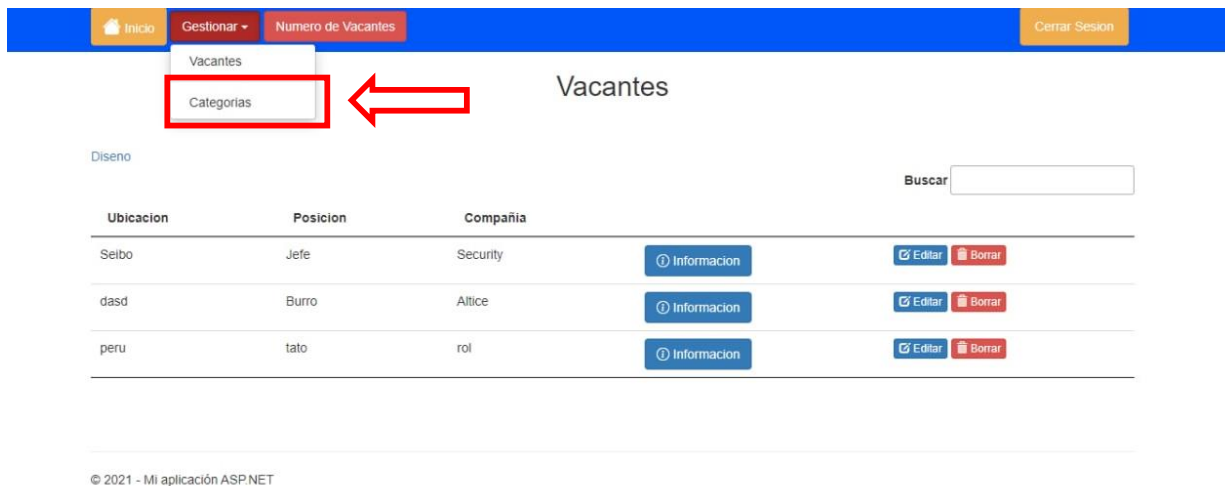 Inicio Gestionar Numero de Vacantes Cerrar Sesion
Vacantes
Categorias
Vacantes
Diseno
Buscar
Ubicacion Posicion Compañia
Seibo Jefe Security Informacion Editar Borrar
dasd Burro Altice Informacion Editar Borrar
peru tato rol Informacion Editar Borrar
© 2021 - Mi aplicación ASP.NET